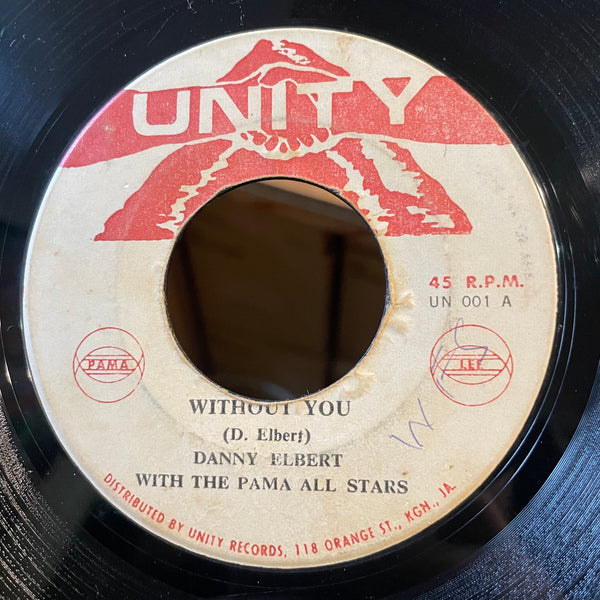 UNITY
45 R.P.M.
UN 001 A
PAMA
LEE
WITHOUT YOU
(D. Elbert)
DANNY ELBERT
WITH THE PAMA ALL STARS
DISTRIBUTED BY UNITY RECORDS, 118 ORANGE ST., KGN., JA.